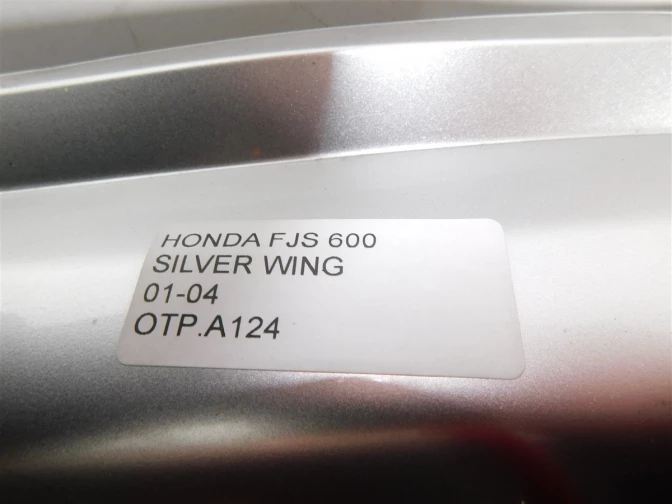 HONDA FJS 600
SILVER WING
01-04
OTP.A124